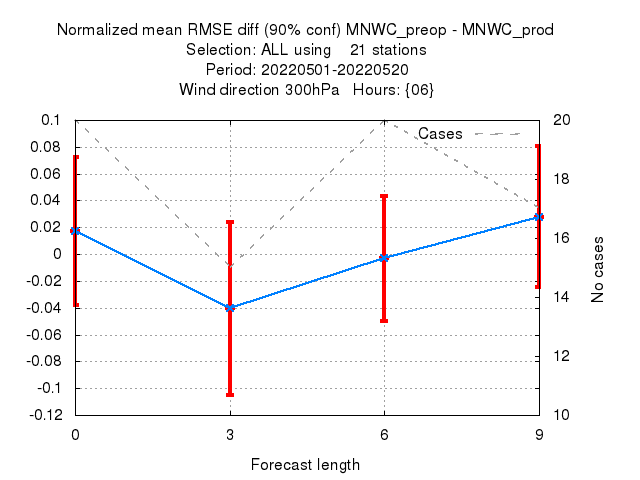 Normalized mean RMSE diff (90% conf) MNWC_preop - MNWC_prod
Selection: ALL using 21 stations
Period: 20220501-20220520
Wind direction 300hPa Hours: {06}
Cases
0.1
0.08
0.06
0.04
0.02
0
-0.02
-0.04
-0.06
-0.08
-0.1
-0.12
20
18
16
14
12
10
No cases
0 3 6 9
Forecast length